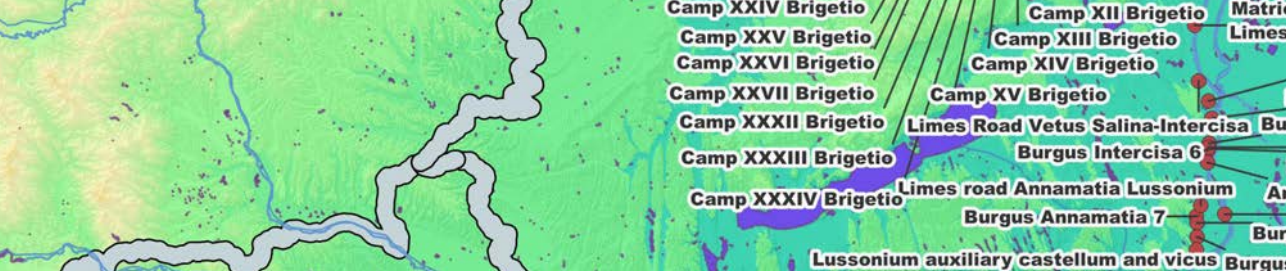 Camp XXIV Brigetio
Camp XII Brigetio
Camp XXV Brigetio
Camp XIII Brigetio
Limes
Camp XXVI Brigetio
Camp XIV Brigetio
Camp XXVII Brigetio
Camp XV Brigetio
Camp XXXII Brigetio
Limes Road Vetus Salina-Intercisa
Camp XXXIII Brigetio
Burgus Intercisa 6
Camp XXXIV Brigetio
Limes road Annamatia Lussonium
Burgus Annamatia 7
Lussonium auxiliary castellum and vicus
Burgus